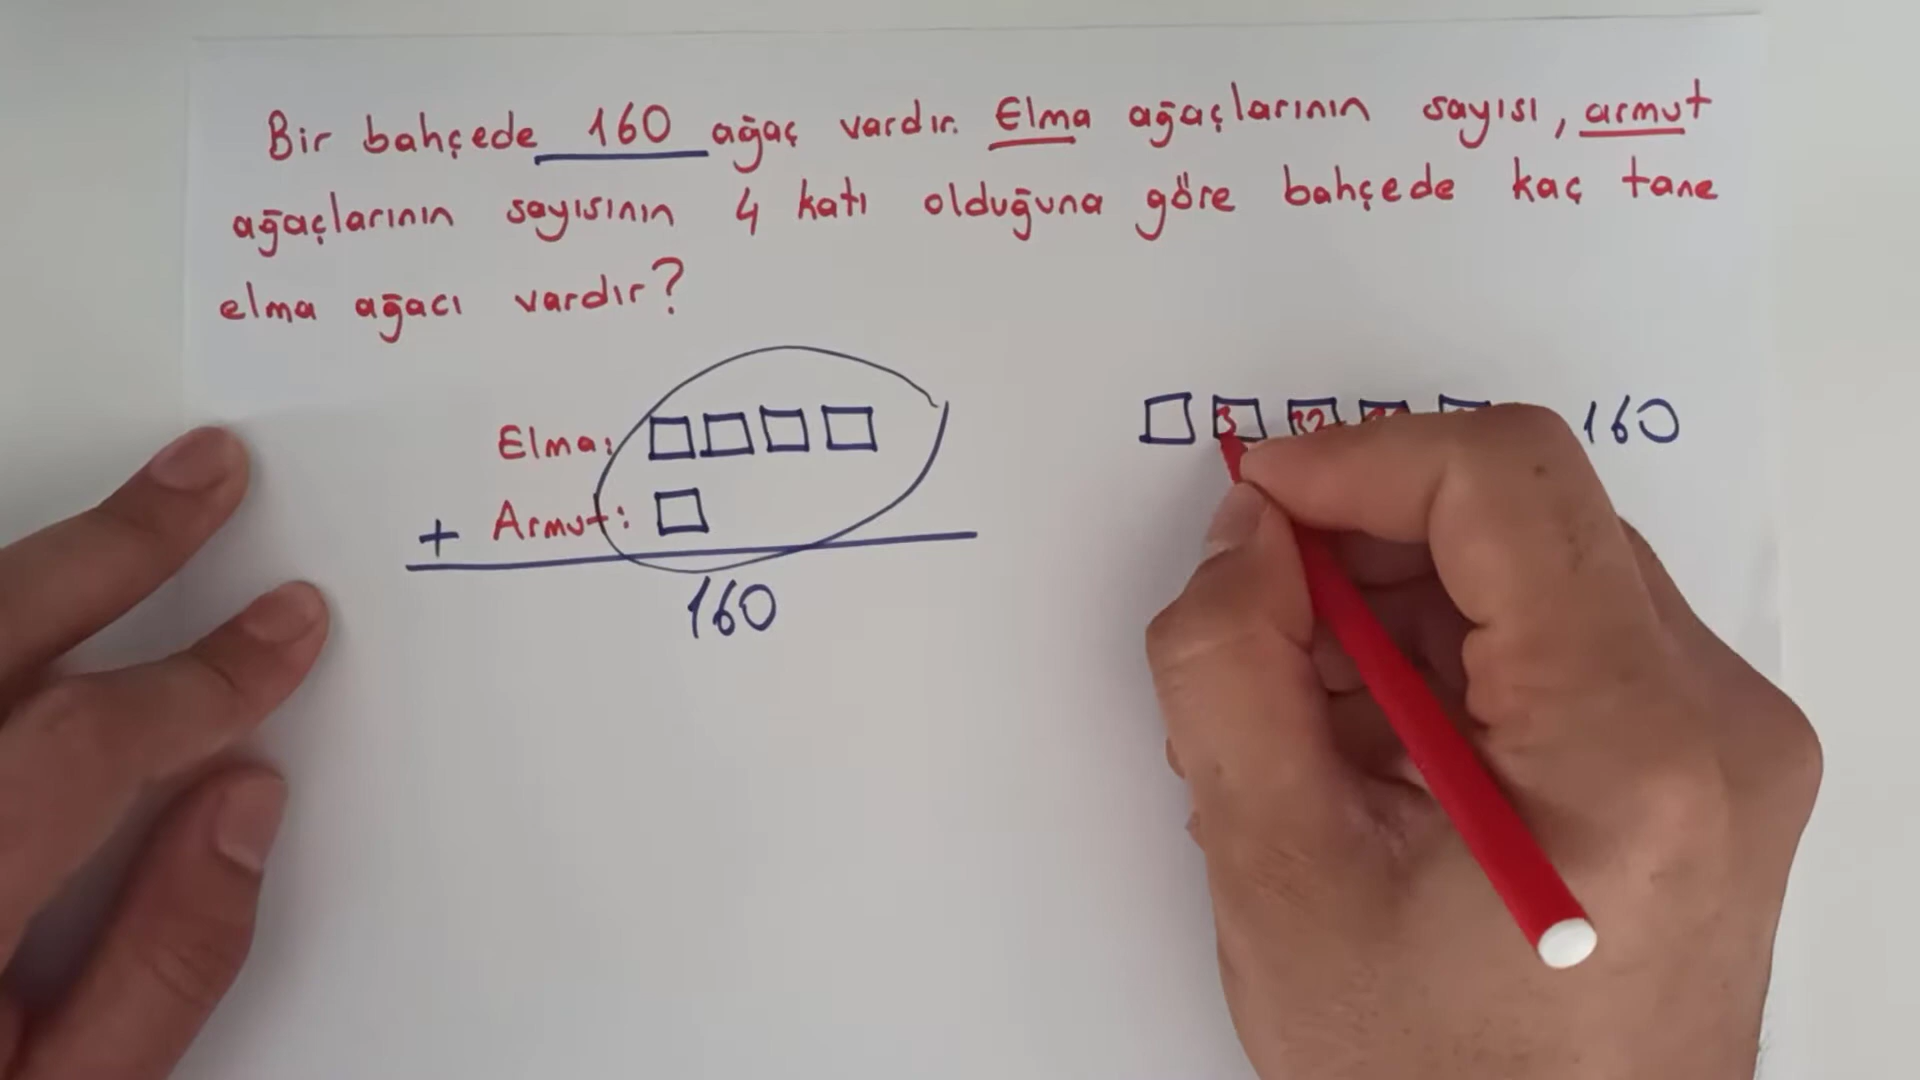 Bir bahçede 160 ağaç vardır. Elma ağaçlarının sayısı, armut
ağaçlarının sayısının 4 katı olduğuna göre bahçede kaç tane
elma ağacı vardır?
Elma:
+ Armut:
160
32 160